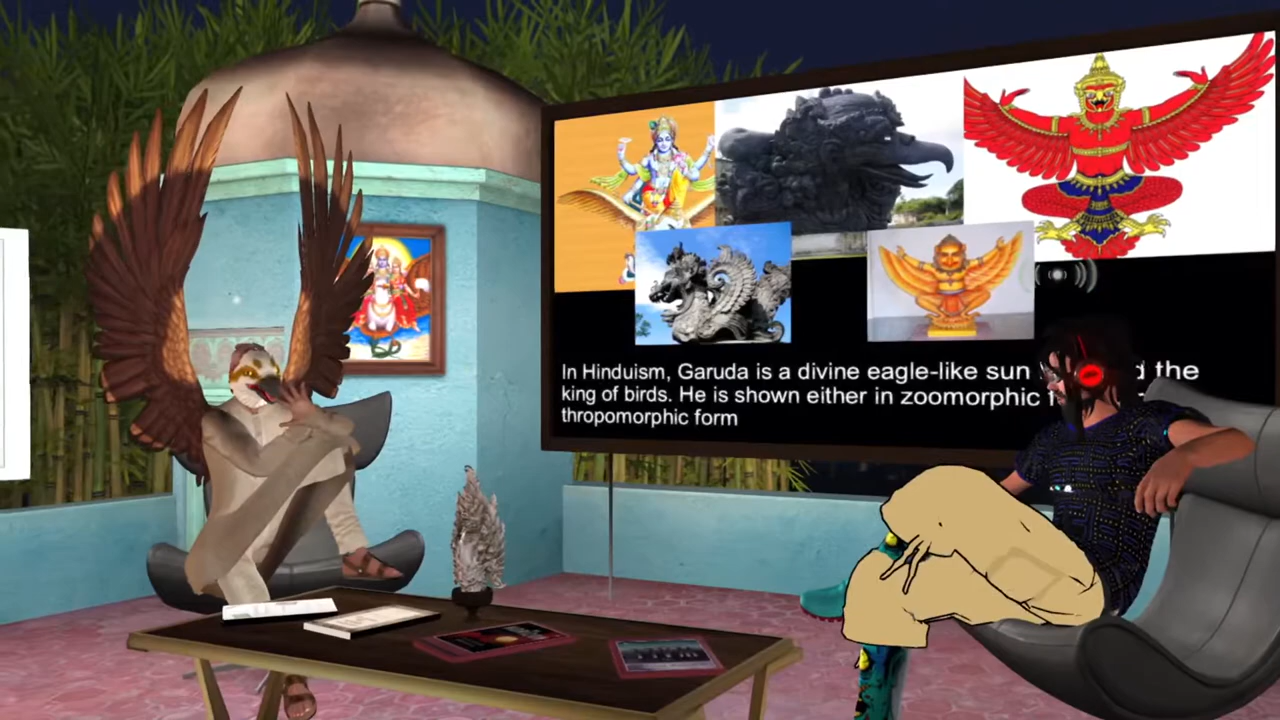 In Hinduism, Garuda is a divine eagle-like sun the
king of birds. He is shown either in zoomorphic
thropomorphic form